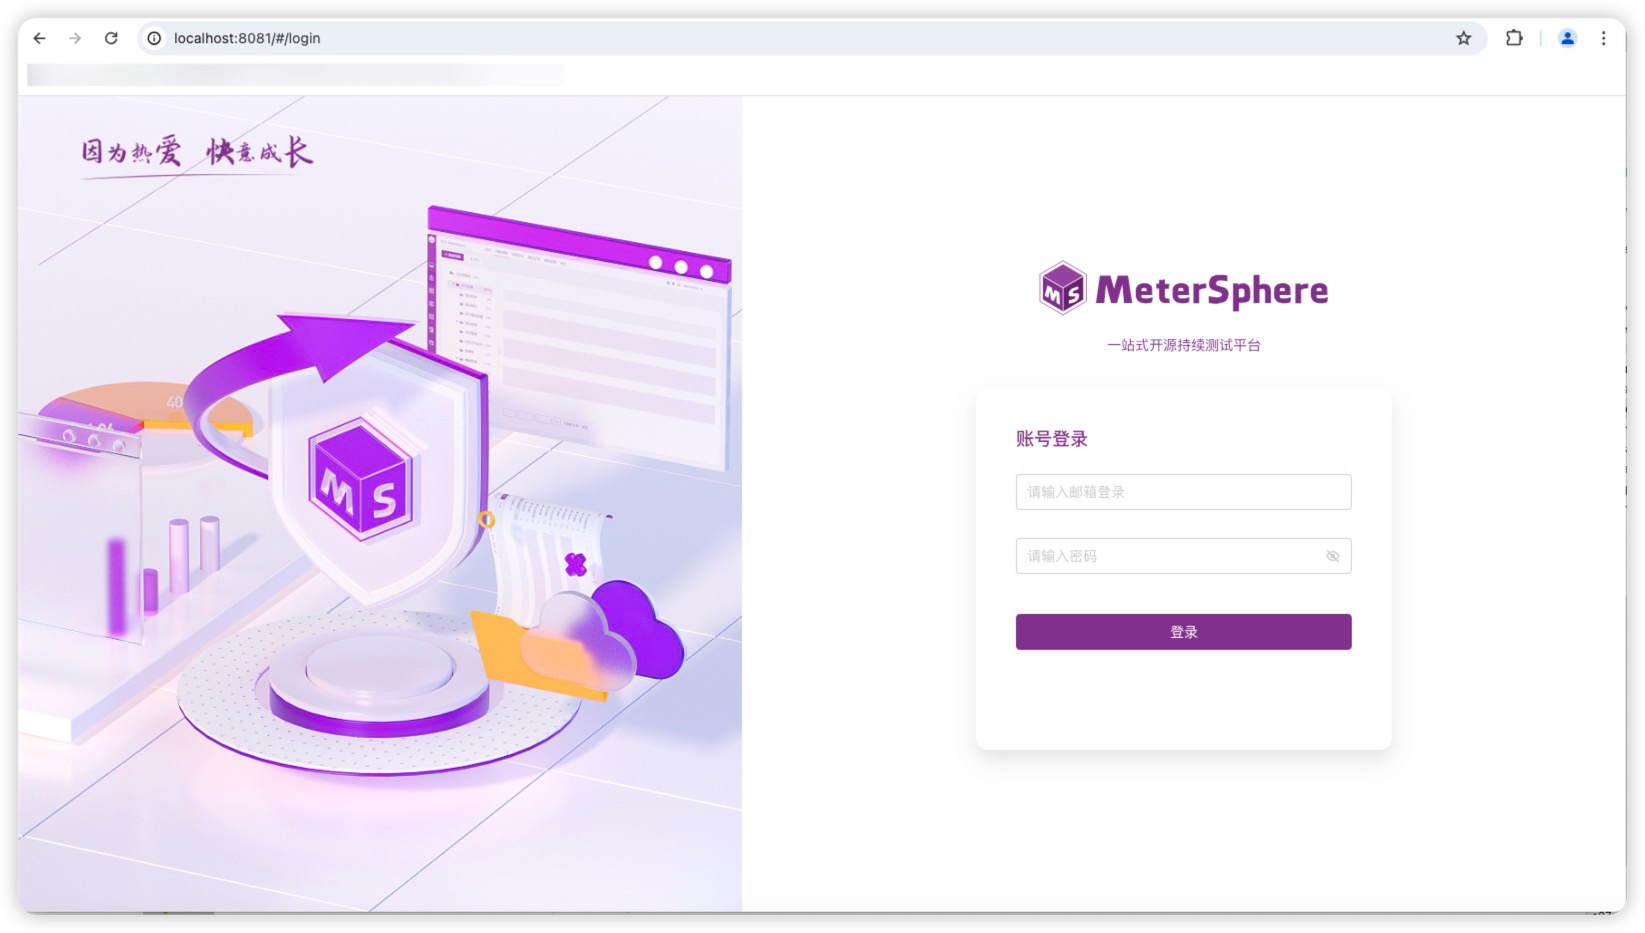 localhost:8081/#/login
因为热爱 快意成长
40
M S
MS MeterSphere
一站式开源持续测试平台
账号登录
请输入邮箱登录
请输入密码
登录